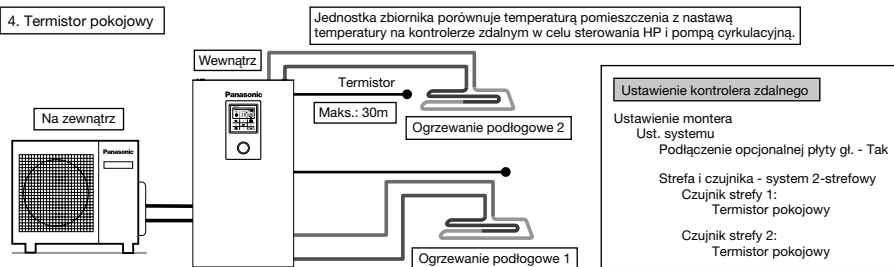 4. Termistor pokojowy
Jednostka zbiornika porównuje temperaturą pomieszczenia z nastawą
temperatury na kontrolerze zdalnym w celu sterowania HP i pompą cyrkulacyjną.
Wewnątrz
Termistor
Panasonic
Maks.: 30m
Ogrzewanie podłogowe 2
Na zewnątrz
Panasonic
Ogrzewanie podłogowe 1
Ustawienie kontrolera zdalnego
Ustawienie montera
Ust. systemu
Podłączenie opcjonalnej płyty gł. - Tak
Strefa i czujnika - system 2-strefowy
Czujnik strefy 1:
Termistor pokojowy
Czujnik strefy 2:
Termistor pokojowy